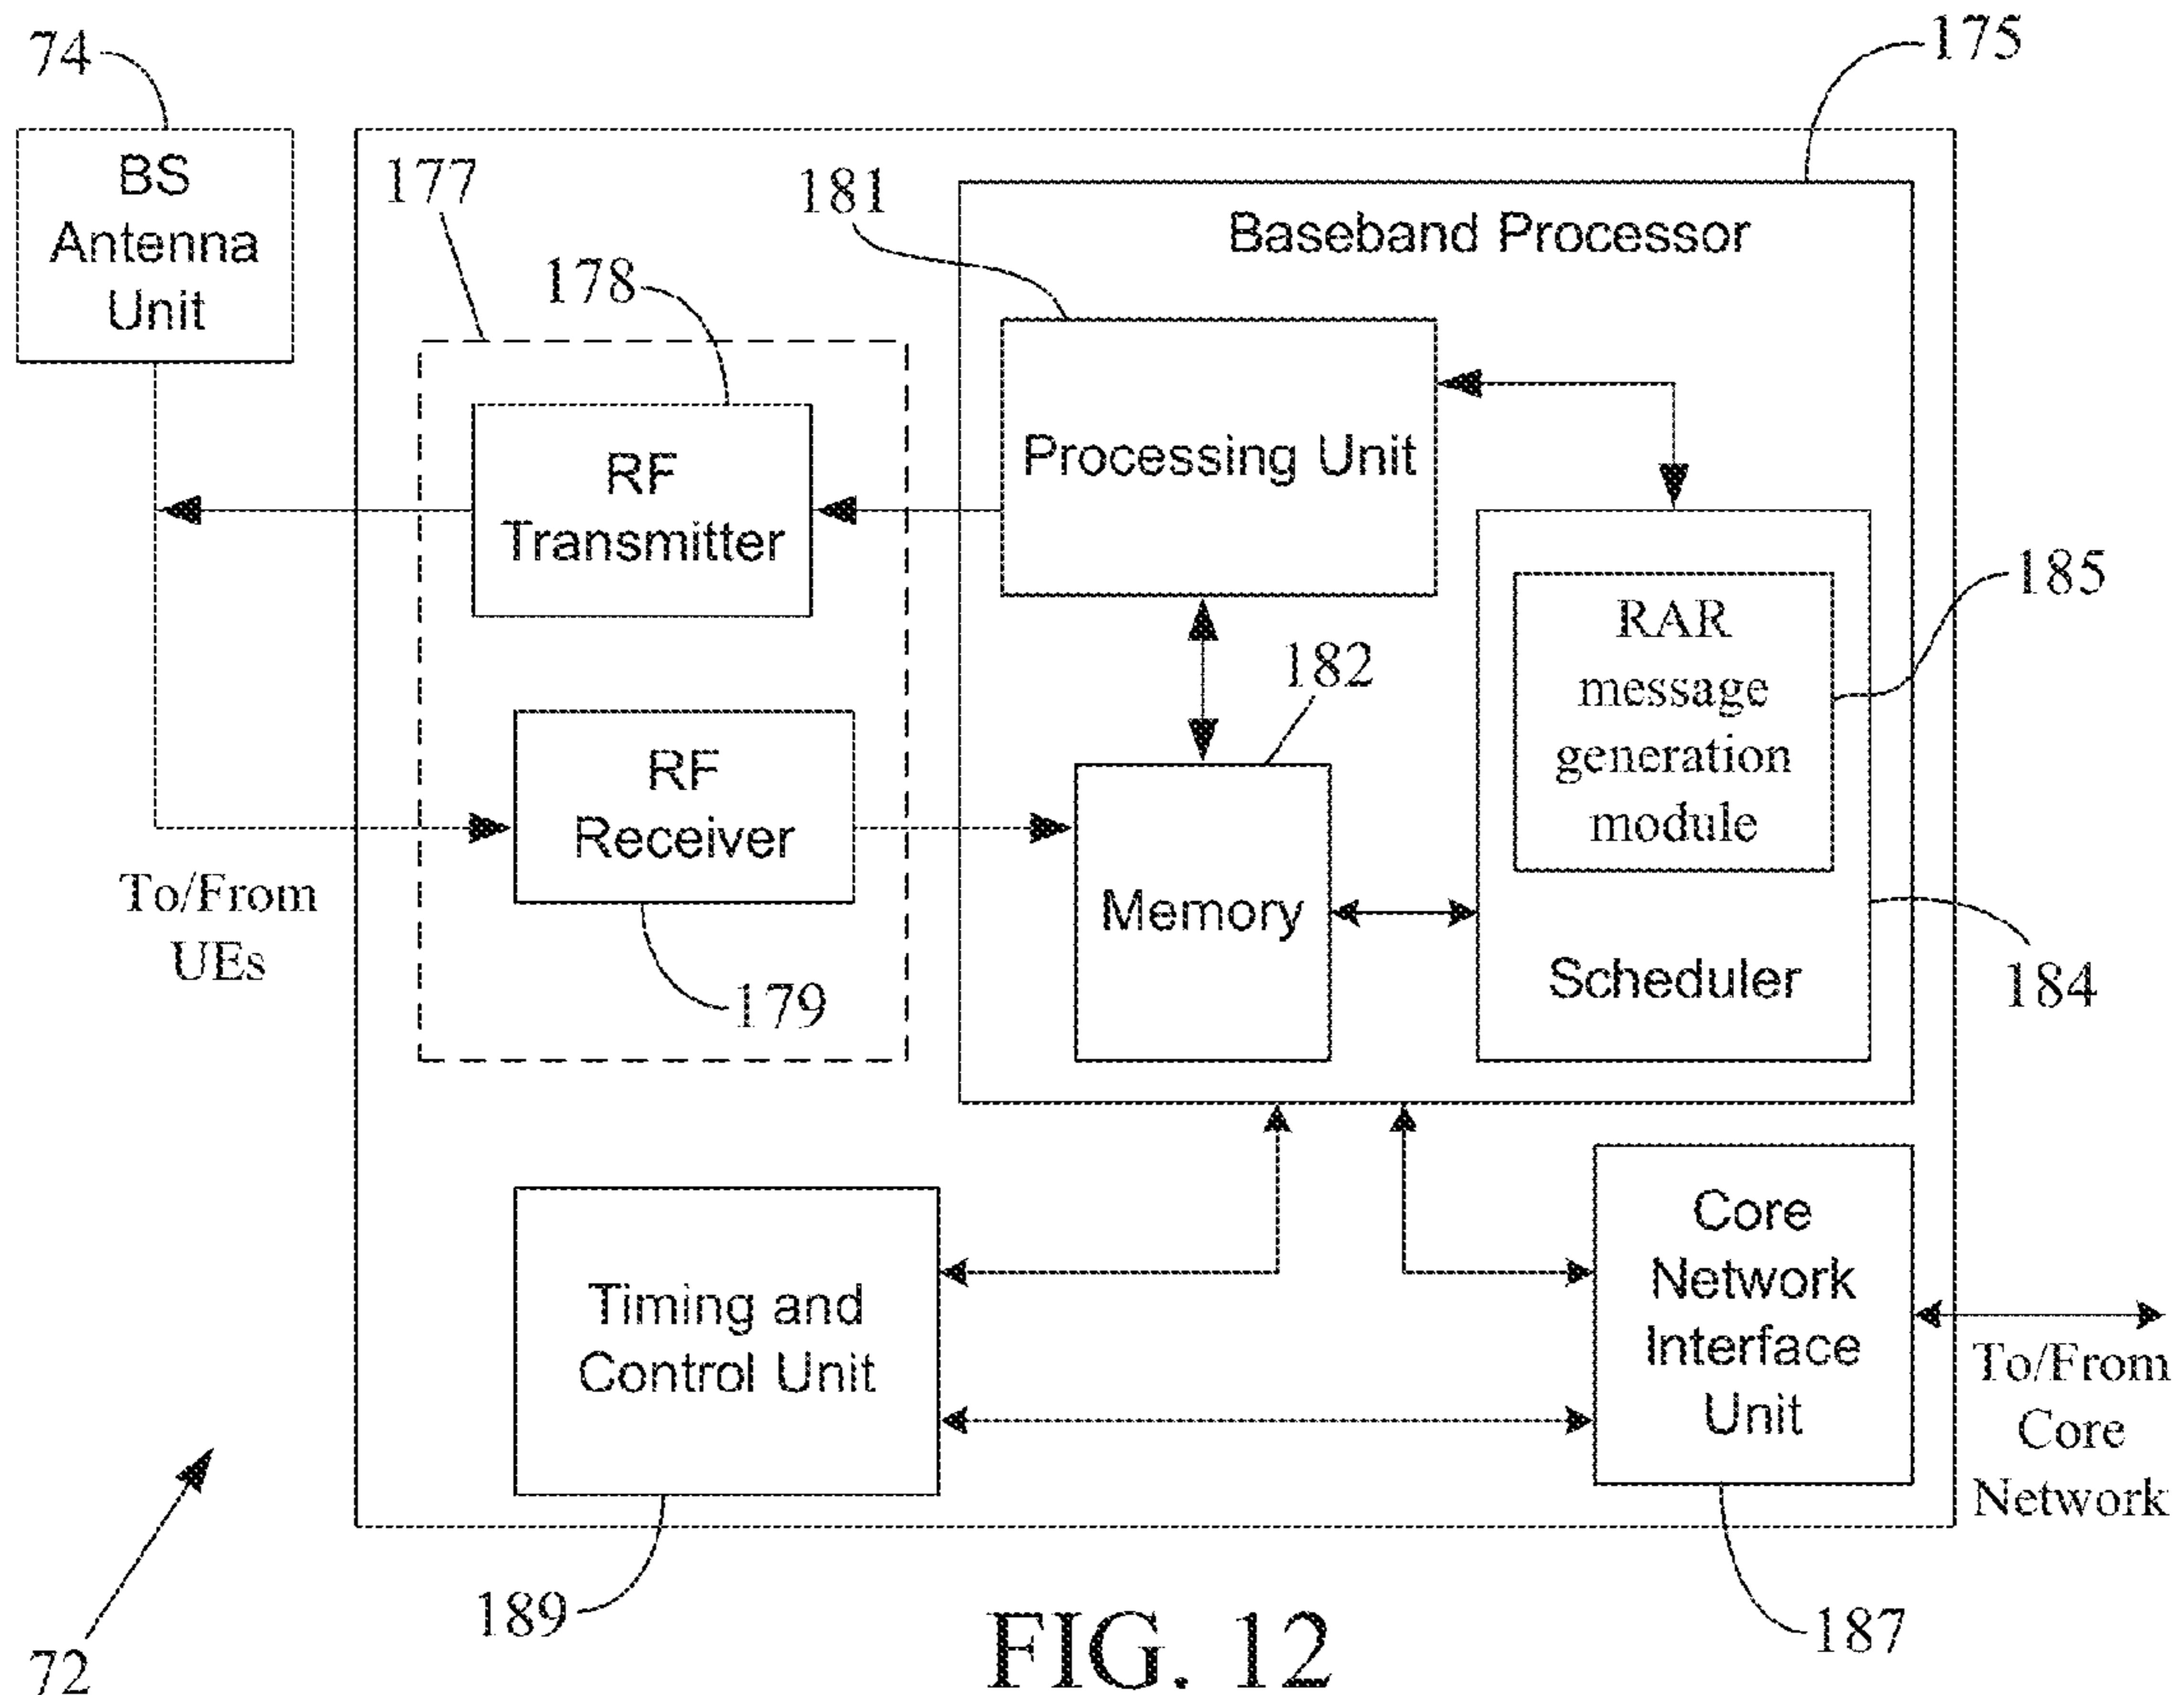 74
175
BS
Antenna
Unit
177
181
Baseband Processor
178
Processing Unit
RF
Transmitter
185
RAR
message
generation
module
182
RF
Receiver
To/From
UEs
Memory
Scheduler
184
179
Core
Network
Interface
Unit
Timing and
Control Unit
To/From
Core
Network
189
187
72
FIG. 12